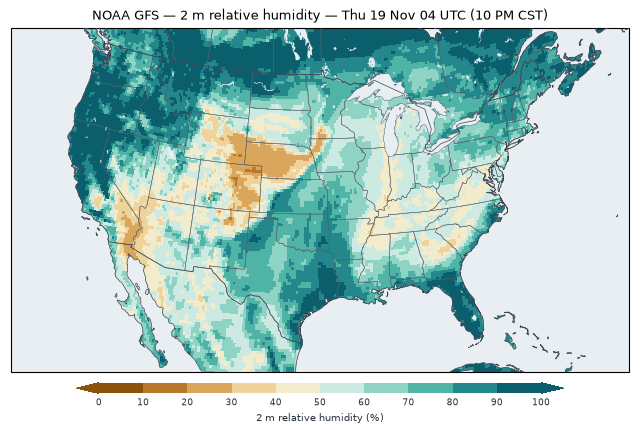 NOAA GFS — 2 m relative humidity — Thu 19 Nov 04 UTC (10 PM CST)
0 10 20 30 40 50 60 70 80 90 100
2 m relative humidity (%)